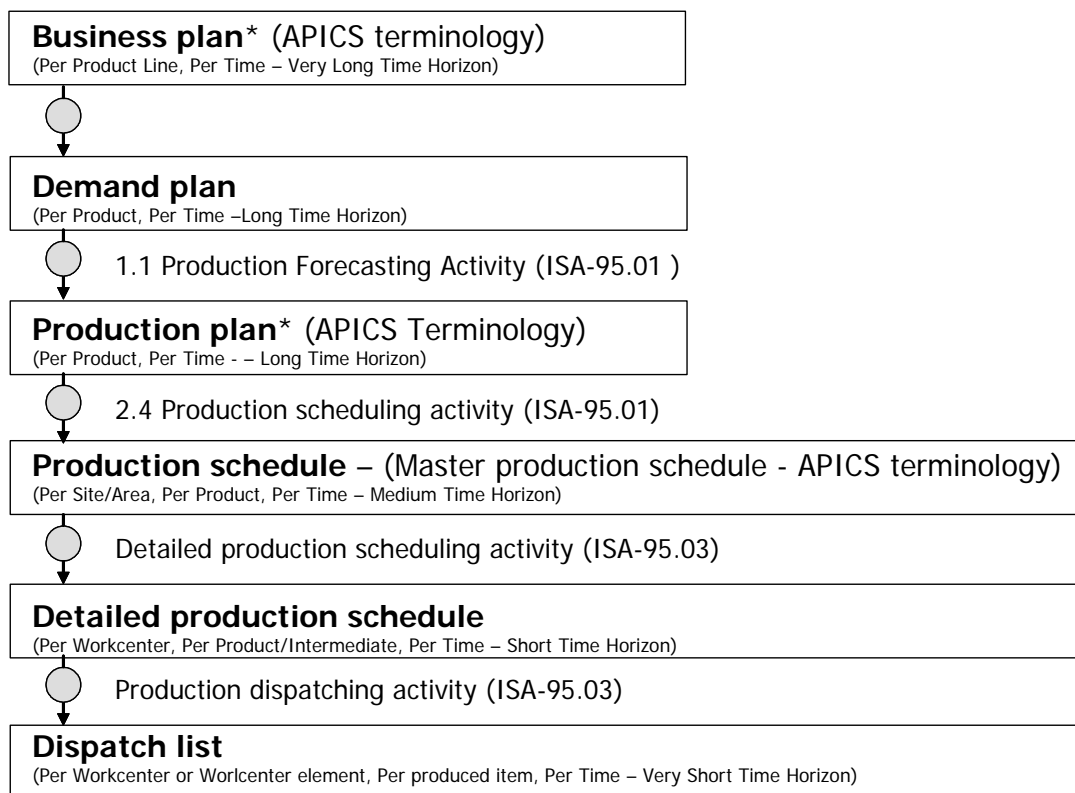 Business plan* (APICS terminology)
(Per Product Line, Per Time – Very Long Time Horizon)
Demand plan
(Per Product, Per Time –Long Time Horizon)
1.1 Production Forecasting Activity (ISA-95.01 )
Production plan* (APICS Terminology)
(Per Product, Per Time - – Long Time Horizon)
2.4 Production scheduling activity (ISA-95.01)
Production schedule – (Master production schedule - APICS terminology)
(Per Site/Area, Per Product, Per Time – Medium Time Horizon)
Detailed production scheduling activity (ISA-95.03)
Detailed production schedule
(Per Workcenter, Per Product/Intermediate, Per Time – Short Time Horizon)
Production dispatching activity (ISA-95.03)
Dispatch list
(Per Workcenter or Worlcenter element, Per produced item, Per Time – Very Short Time Horizon)